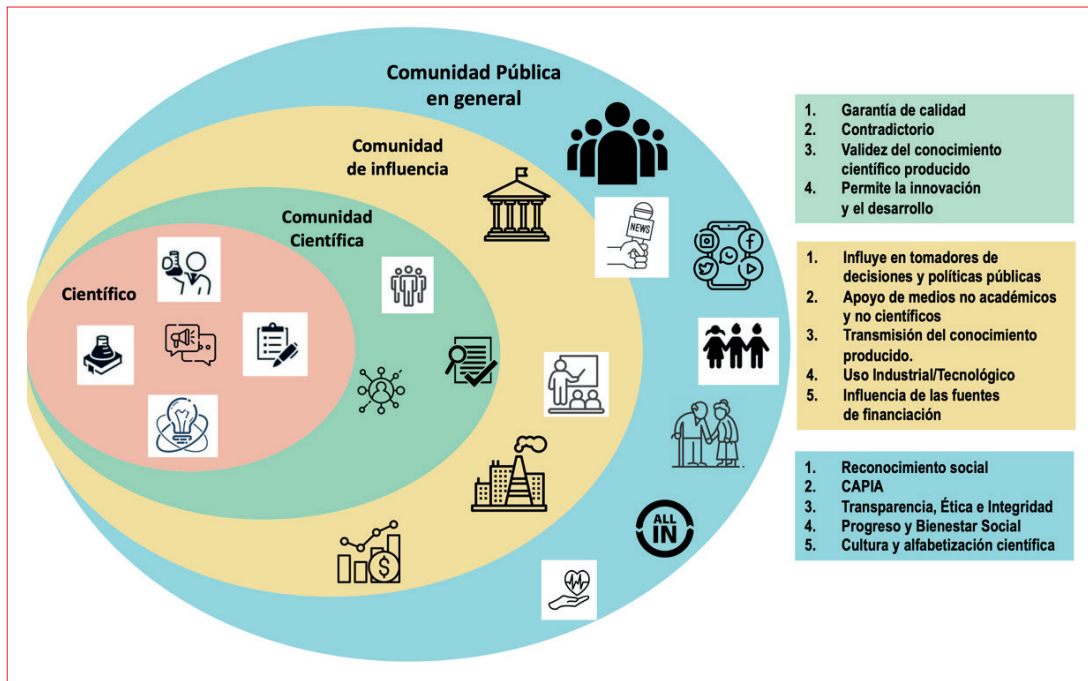 Comunidad Pública
en general
Comunidad
de influencia
Comunidad
Científica
Científico
NEWS
ALL
IN
1. Garantía de calidad
2. Contradictorio
3. Validez del conocimiento
científico producido
4. Permite la innovación
y el desarrollo
1. Influye en tomadores de
decisiones y políticas públicas
2. Apoyo de medios no académicos
y no científicos
3. Transmisión del conocimiento
producido.
4. Uso Industrial/Tecnológico
5. Influencia de las fuentes
de financiación
1. Reconocimiento social
2. CAPIA
3. Transparencia, Ética e Integridad
4. Progreso y Bienestar Social
5. Cultura y alfabetización científica